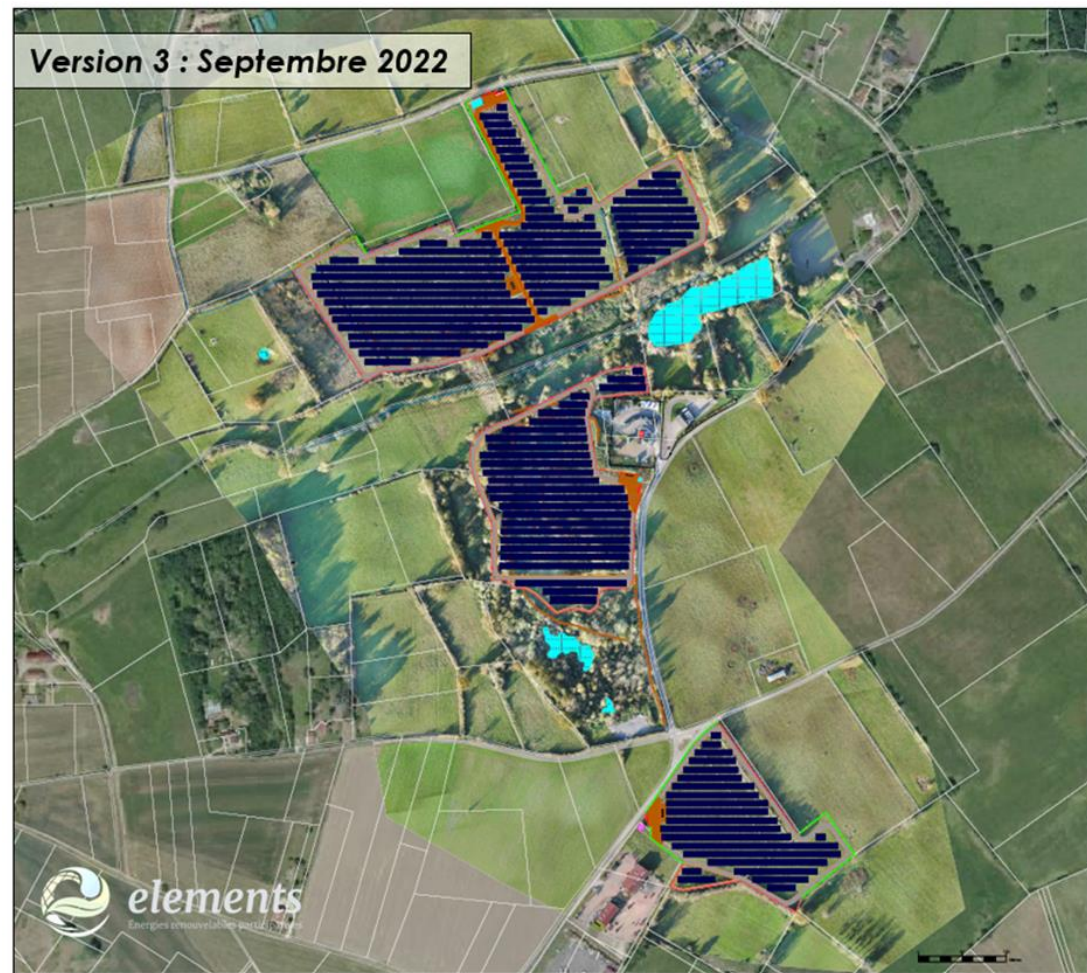 Version 3 : Septembre 2022
elements
Energies renouvelables participatives